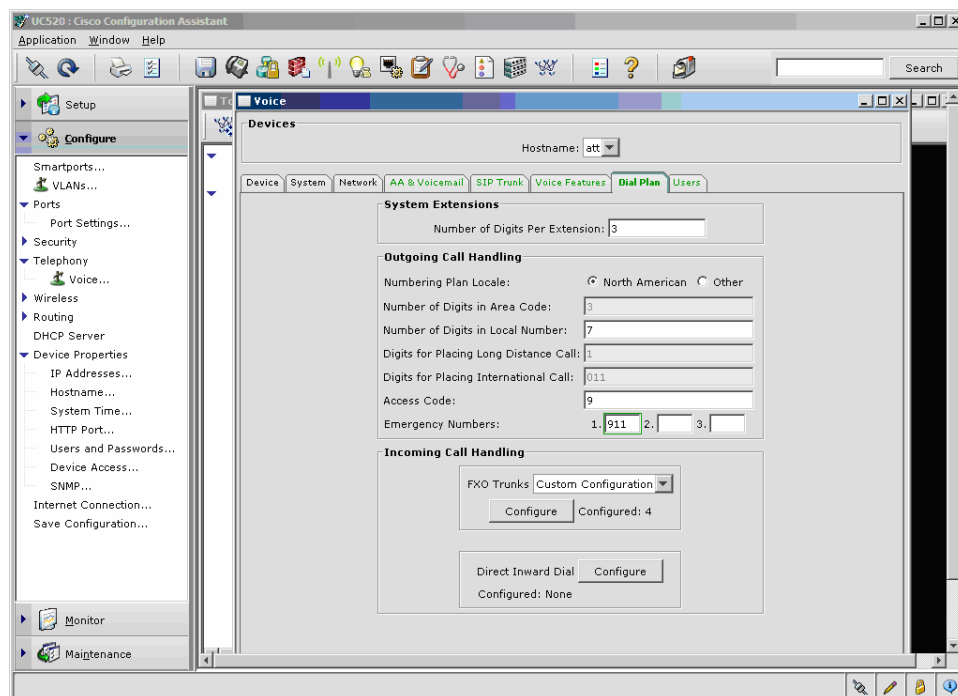 UC520 : Cisco Configuration Assistant
Application Window Help
Search
Setup
Configure
Smartports...
VLANs...
Ports
Port Settings...
Security
Telephony
Voice...
Wireless
Routing
DHCP Server
Device Properties
IP Addresses...
Hostname...
System Time...
HTTP Port...
Users and Passwords...
Device Access...
SNMP...
Internet Connection...
Save Configuration...
Monitor
Maintenance
Voice
Devices
Hostname: att
Device System Network AA & Voicemail SIP Trunk Voice Features Dial Plan Users
System Extensions
Number of Digits Per Extension: 3
Outgoing Call Handling
Numbering Plan Locale: North American Other
Number of Digits in Area Code: 3
Number of Digits in Local Number: 7
Digits for Placing Long Distance Call: 1
Digits for Placing International Call: 011
Access Code: 9
Emergency Numbers: 1. 911 2. 3.
Incoming Call Handling
FXO Trunks Custom Configuration
Configure Configured: 4
Direct Inward Dial Configure
Configured: None